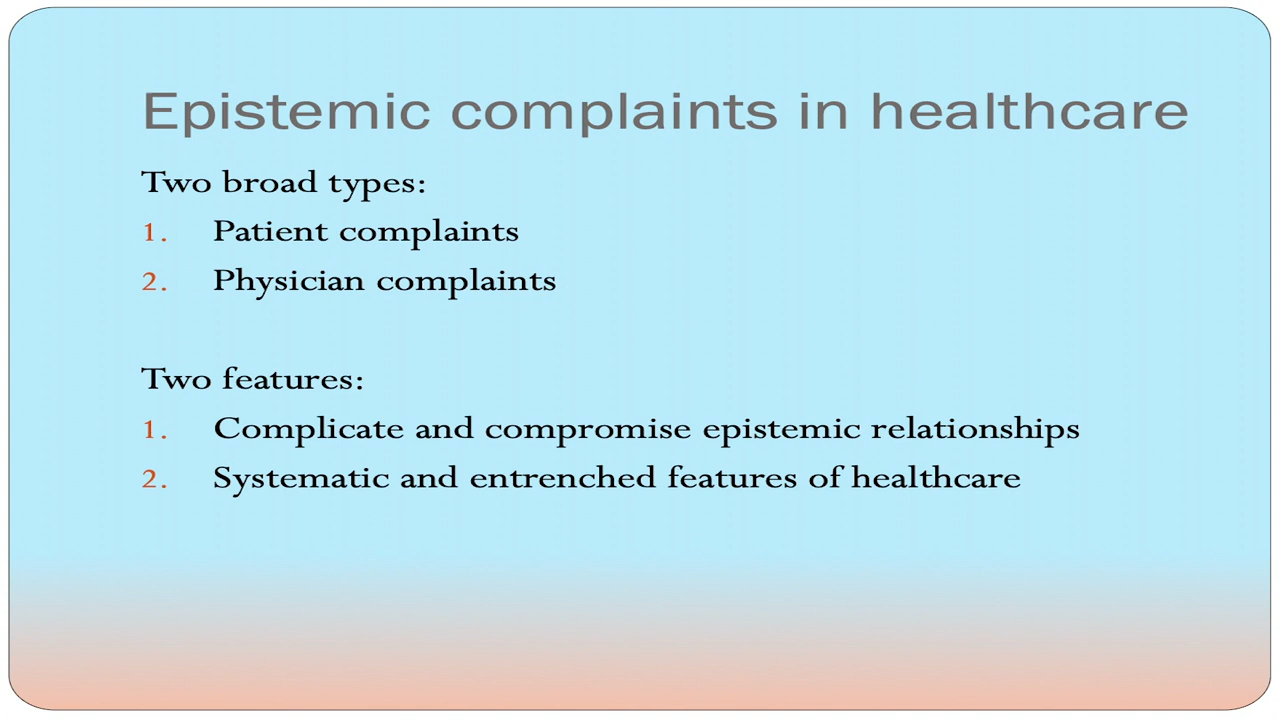 Epistemic complaints in healthcare
Two broad types:
1. Patient complaints
2. Physician complaints
Two features:
1. Complicate and compromise epistemic relationships
2. Systematic and entrenched features of healthcare